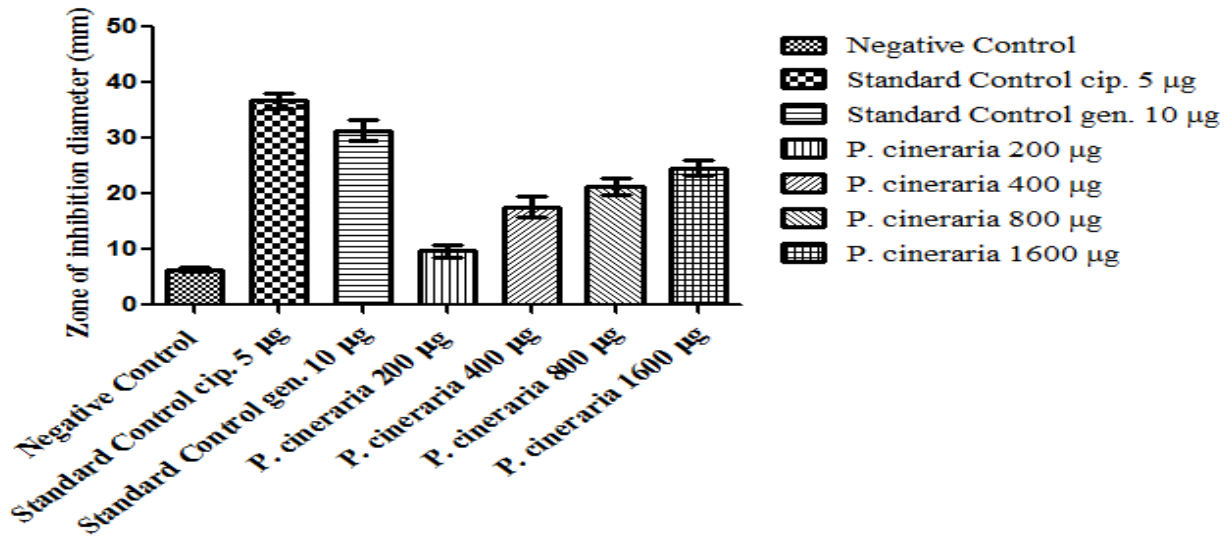 Zone of inhibition diameter (mm)
50
40
30
20
10
0
Negative Control
Standard Control cip. 5 μg
Standard Control gen. 10 μg
P. cineraria 200 μg
P. cineraria 400 μg
P. cineraria 800 μg
P. cineraria 1600 μg
Negative Control
Standard Control cip. 5 μg
Standard Control gen. 10 μg
P. cineraria 200 μg
P. cineraria 400 μg
P. cineraria 800 μg
P. cineraria 1600 μg